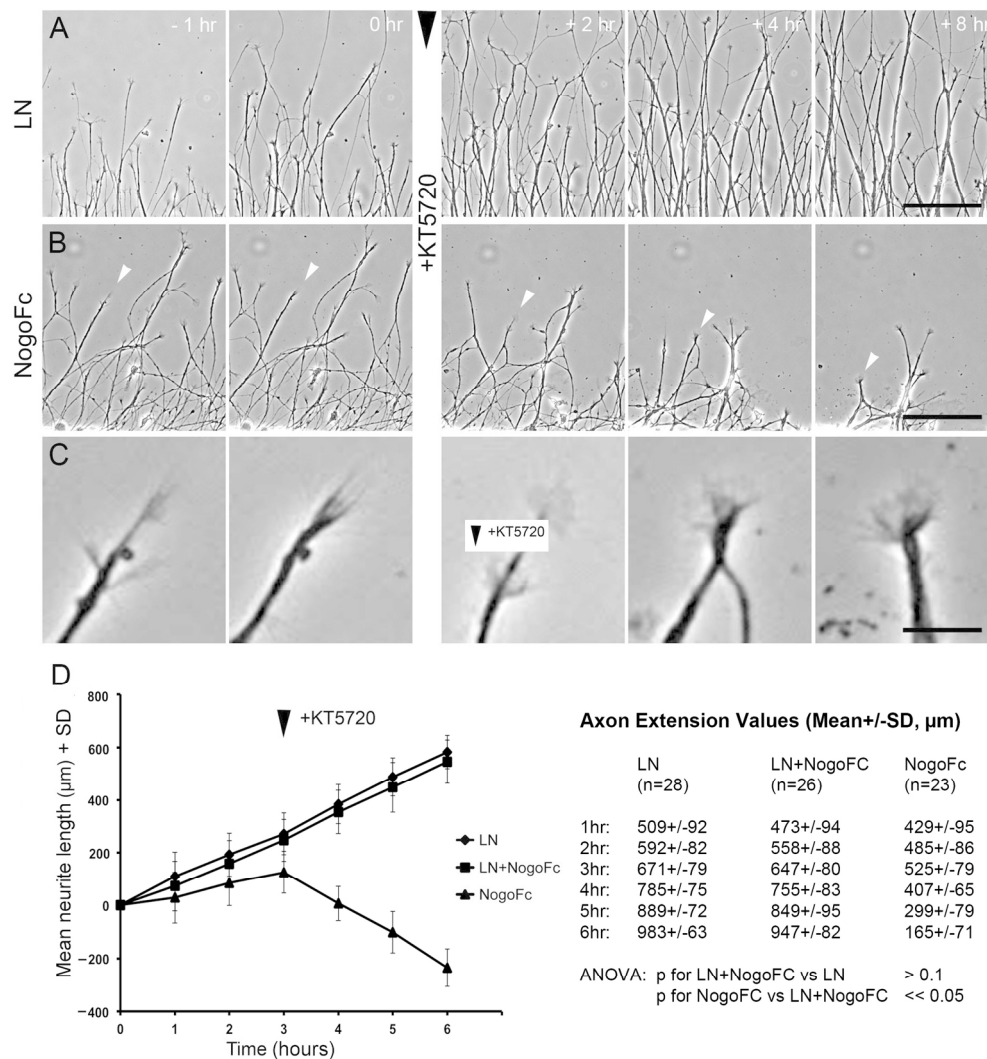 A
- 1 hr
0 hr
+ 2 hr
+ 4 hr
+ 8 hr
LN
+KT5720
B
NogoFc
C
+KT5720
D
+KT5720
Mean neurite length (µm) + SD
800
600
400
200
0
−200
−400
0 1 2 3 4 5 6
Time (hours)
LN
LN+NogoFc
NogoFc
Axon Extension Values (Mean+/-SD, µm)
LN LN+NogoFC NogoFc
(n=28) (n=26) (n=23)
1hr: 509+/-92 473+/-94 429+/-95
2hr: 592+/-82 558+/-88 485+/-86
3hr: 671+/-79 647+/-80 525+/-79
4hr: 785+/-75 755+/-83 407+/-65
5hr: 889+/-72 849+/-95 299+/-79
6hr: 983+/-63 947+/-82 165+/-71
ANOVA: p for LN+NogoFC vs LN > 0.1
p for NogoFC vs LN+NogoFC << 0.05